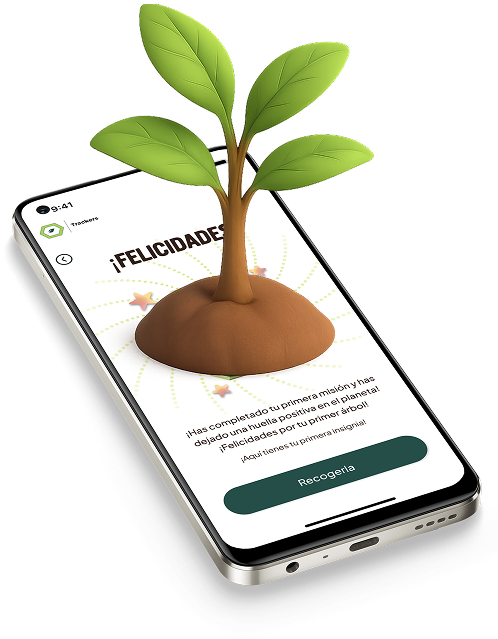 9:41
Trackers
¡FELICIDADES
¡Has completado tu primera misión y has
dejado una huella positiva en el planeta!
¡Felicidades por tu primer árbol!
¡Aquí tienes tu primera insignia!
Recogerla